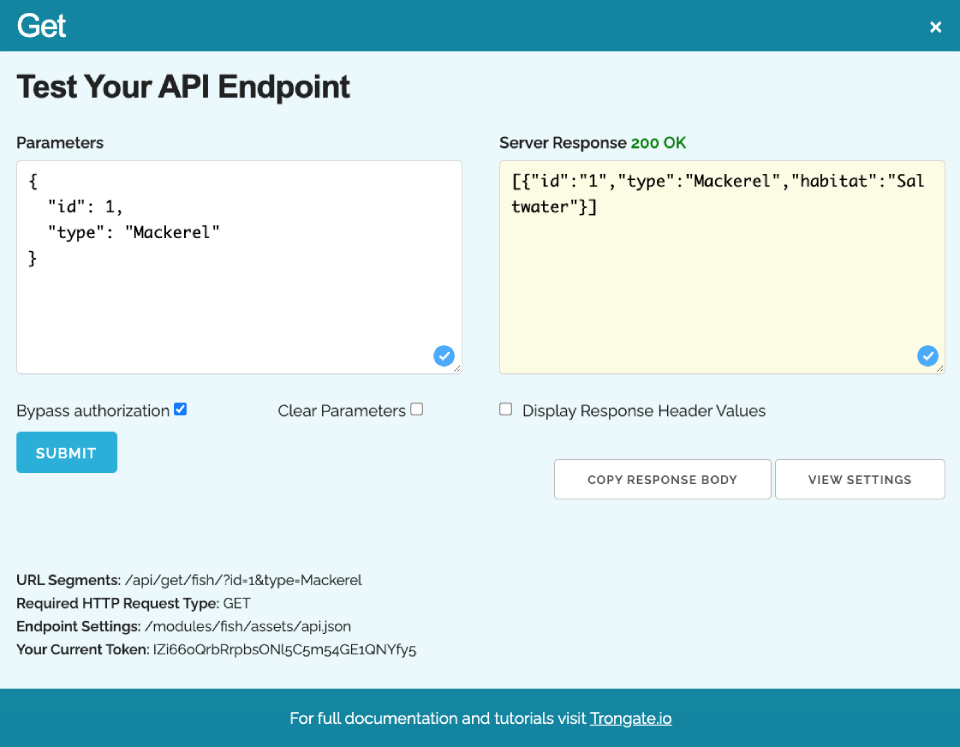 Get
×
Test Your API Endpoint
Parameters
Server Response 200 OK
{
  "id": 1,
  "type": "Mackerel"
}
[{"id":"1","type":"Mackerel","habitat":"Sal
twater"}]
Bypass authorization
Clear Parameters
Display Response Header Values
SUBMIT
COPY RESPONSE BODY
VIEW SETTINGS
URL Segments: /api/get/fish/?id=1&type=Mackerel
Required HTTP Request Type: GET
Endpoint Settings: /modules/fish/assets/api.json
Your Current Token: IZi66oQrbRrpbsONl5C5m54GE1QNYfy5
For full documentation and tutorials visit Trongate.io